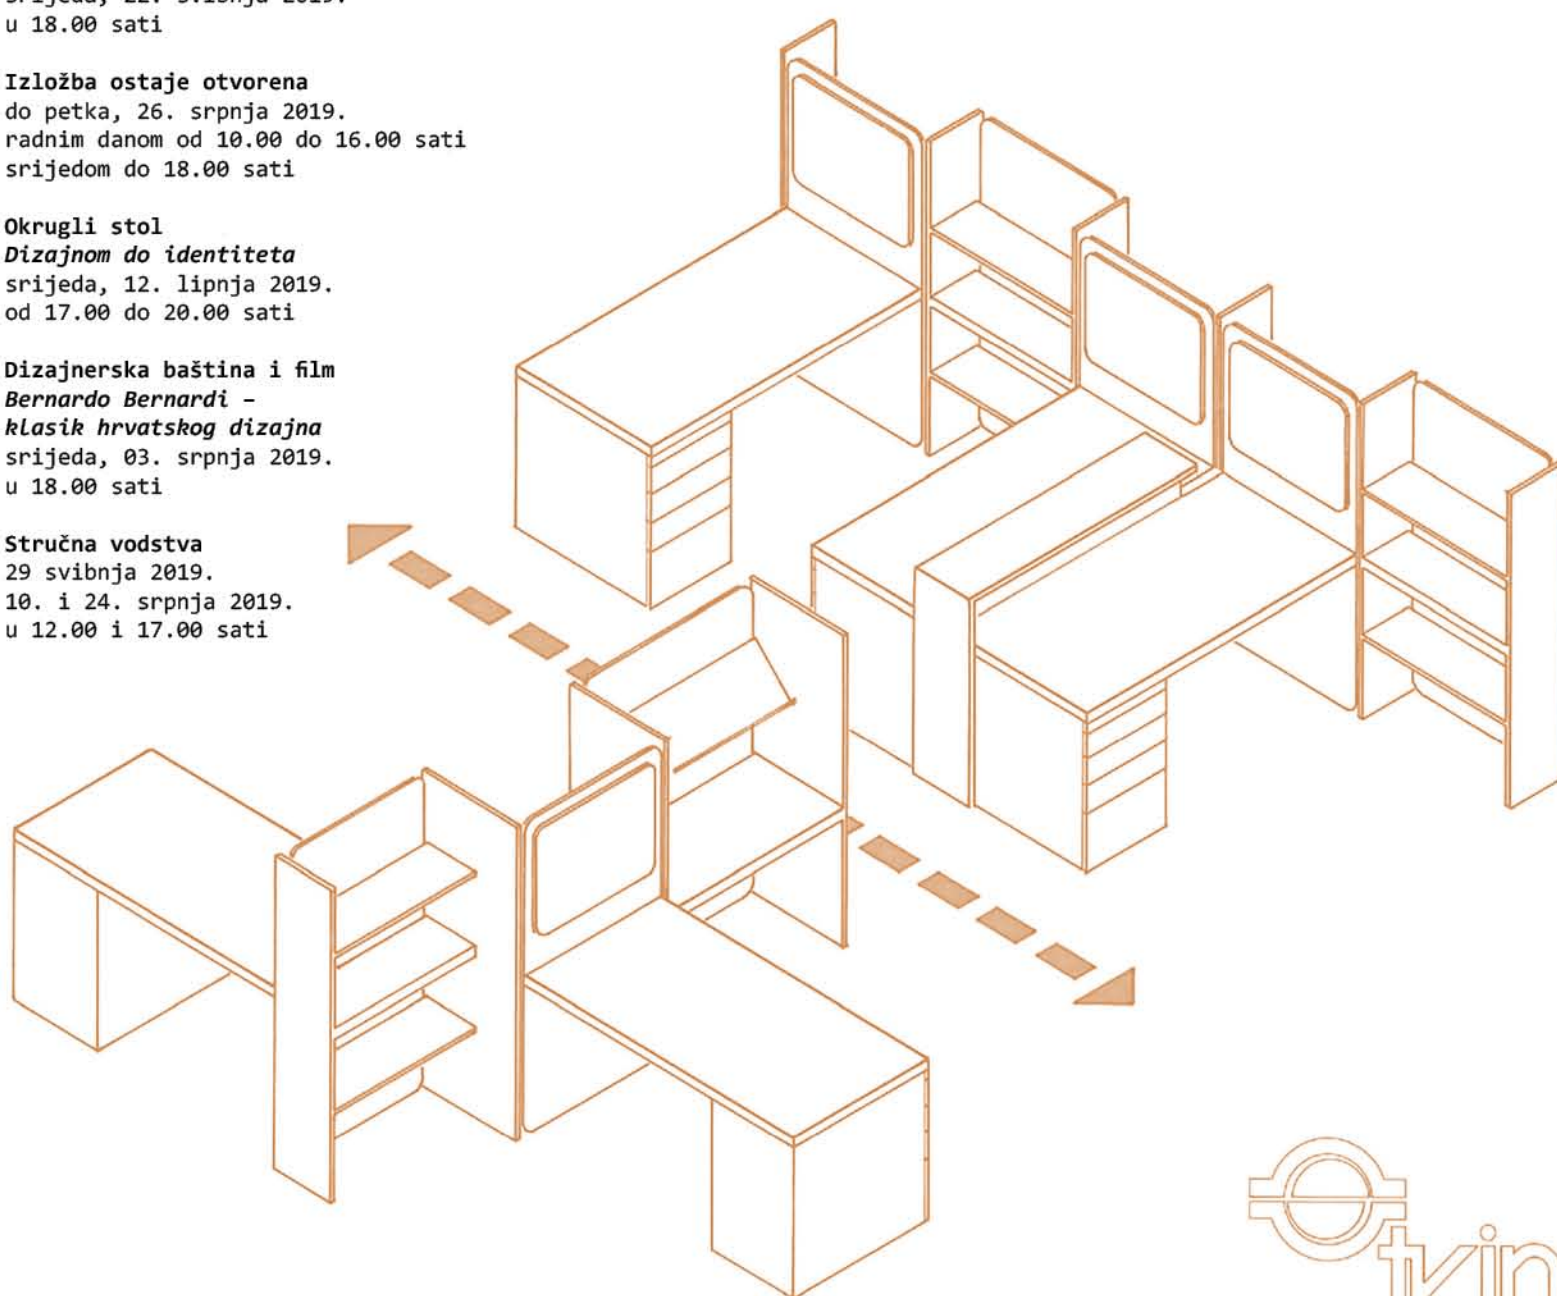 u 18.00 sati
Izložba ostaje otvorena
do petka, 26. srpnja 2019.
radnim danom od 10.00 do 16.00 sati
srijedom do 18.00 sati
Okrugli stol
Dizajnom do identiteta
srijeda, 12. lipnja 2019.
od 17.00 do 20.00 sati
Dizajnerska baština i film
Bernardo Bernardi –
klasik hrvatskog dizajna
srijeda, 03. srpnja 2019.
u 18.00 sati
Stručna vodstva
29 svibnja 2019.
10. i 24. srpnja 2019.
u 12.00 i 17.00 sati
tvin